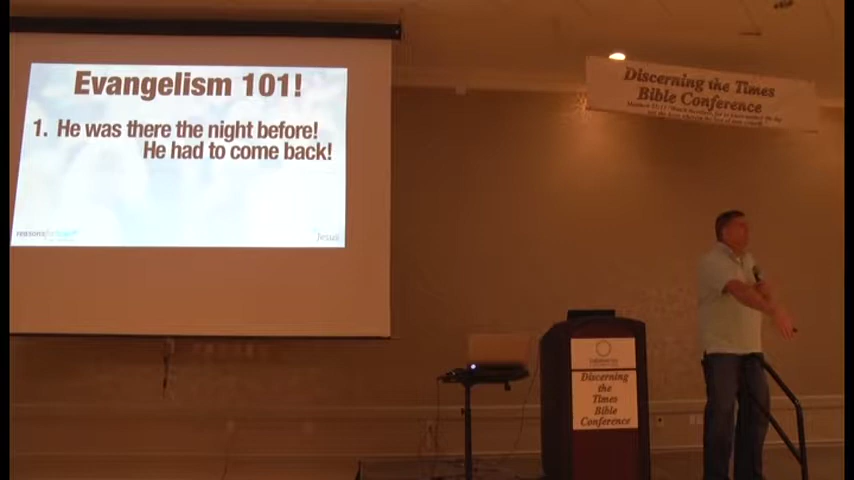 Evangelism 101!
1. He was there the night before!
He had to come back!
Jesus
Discerning the Times
Bible Conference
Discerning
the
Times
Bible
Conference